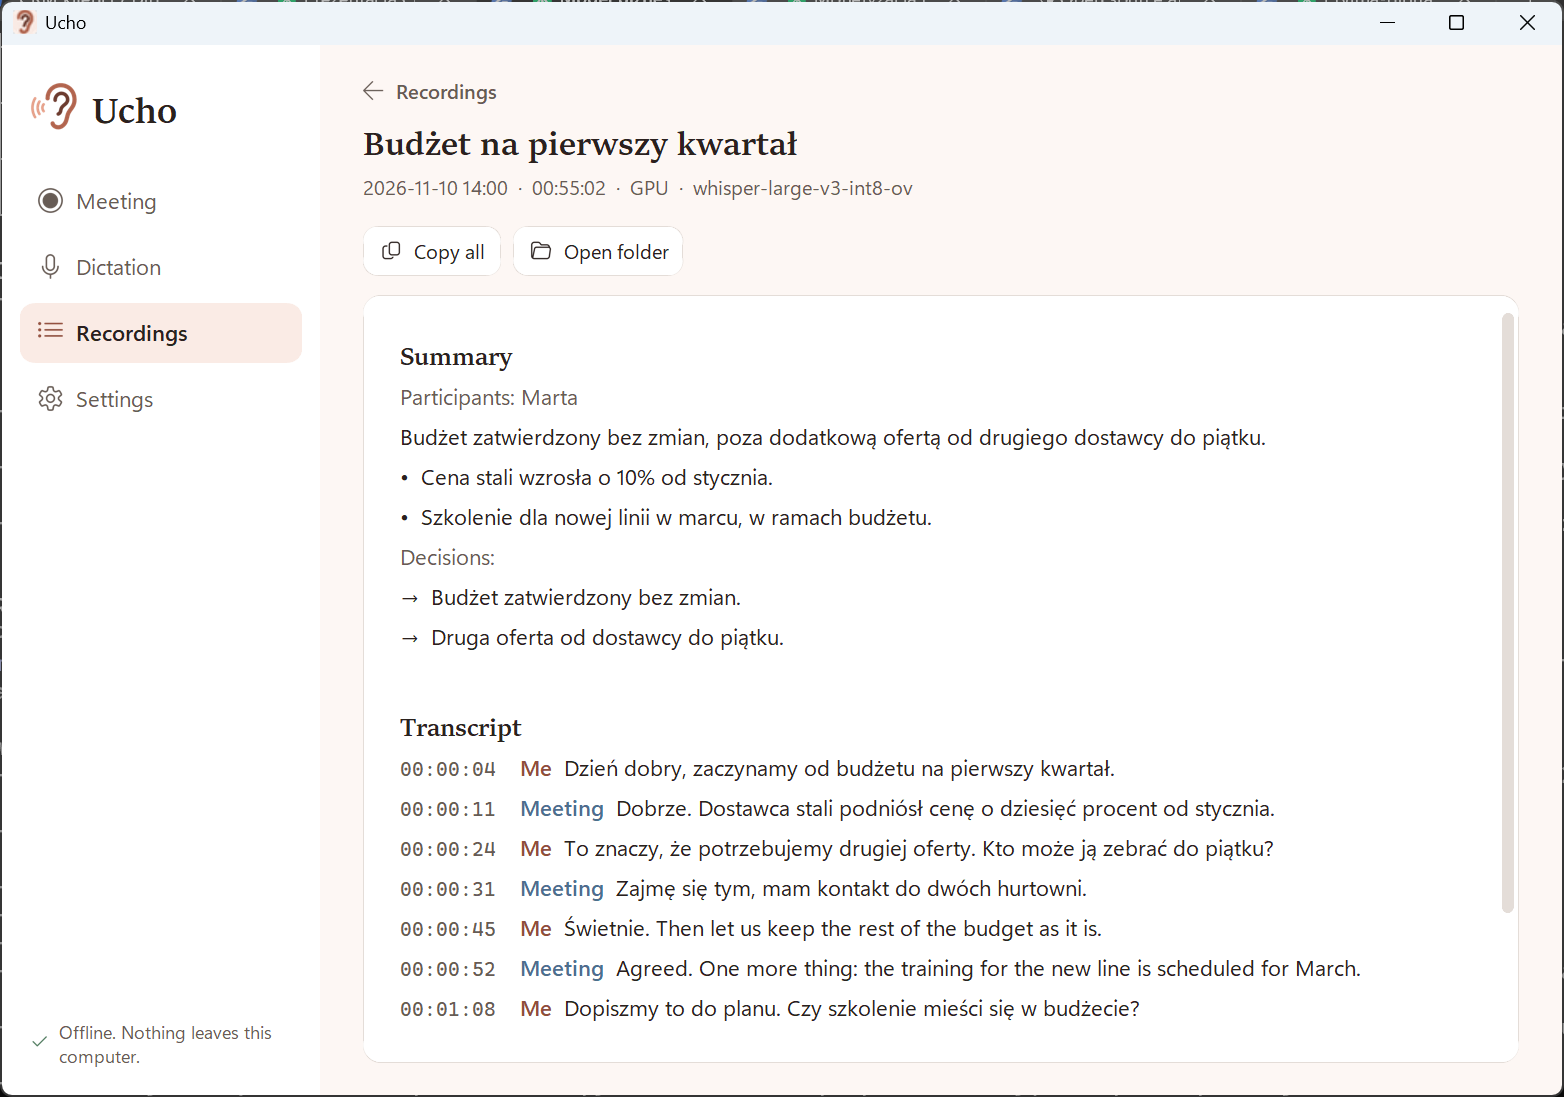 Ucho
Ucho
Meeting
Dictation
Recordings
Settings
Offline. Nothing leaves this
computer.
Recordings
Budżet na pierwszy kwartał
2026-11-10 14:00 · 00:55:02 · GPU · whisper-large-v3-int8-ov
Copy all
Open folder
Summary
Participants: Marta
Budżet zatwierdzony bez zmian, poza dodatkową ofertą od drugiego dostawcy do piątku.
• Cena stali wzrosła o 10% od stycznia.
• Szkolenie dla nowej linii w marcu, w ramach budżetu.
Decisions:
→ Budżet zatwierdzony bez zmian.
→ Druga oferta od dostawcy do piątku.
Transcript
00:00:04 Me Dzień dobry, zaczynamy od budżetu na pierwszy kwartał.
00:00:11 Meeting Dobrze. Dostawca stali podniósł cenę o dziesięć procent od stycznia.
00:00:24 Me To znaczy, że potrzebujemy drugiej oferty. Kto może ją zebrać do piątku?
00:00:31 Meeting Zajmę się tym, mam kontakt do dwóch hurtowni.
00:00:45 Me Świetnie. Then let us keep the rest of the budget as it is.
00:00:52 Meeting Agreed. One more thing: the training for the new line is scheduled for March.
00:01:08 Me Dopiszmy to do planu. Czy szkolenie mieści się w budżecie?